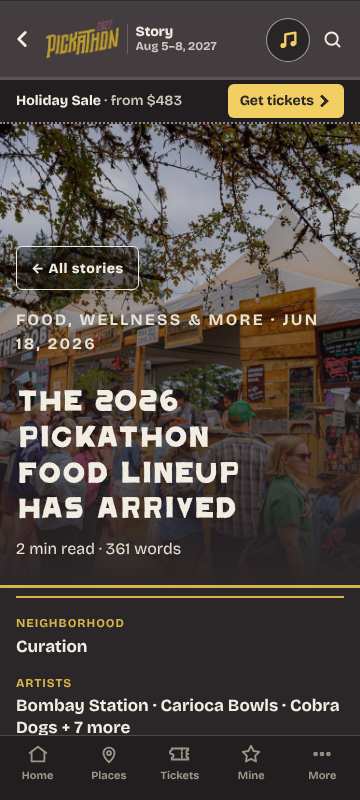 2027
PICKATHON
Story
Aug 5–8, 2027
Holiday Sale · from $483
Get tickets
← All stories
FOOD, WELLNESS & MORE · JUN
18, 2026
THE 2026
PICKATHON
FOOD LINEUP
HAS ARRIVED
2 min read · 361 words
NEIGHBORHOOD
Curation
ARTISTS
Bombay Station · Carioca Bowls · Cobra
Dogs + 7 more
Home
Places
Tickets
Mine
More